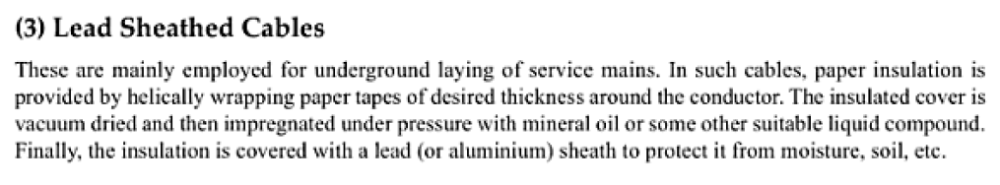 (3) Lead Sheathed Cables
These are mainly employed for underground laying of service mains. In such cables, paper insulation is
provided by helically wrapping paper tapes of desired thickness around the conductor. The insulated cover is
vacuum dried and then impregnated under pressure with mineral oil or some other suitable liquid compound.
Finally, the insulation is covered with a lead (or aluminium) sheath to protect it from moisture, soil, etc.